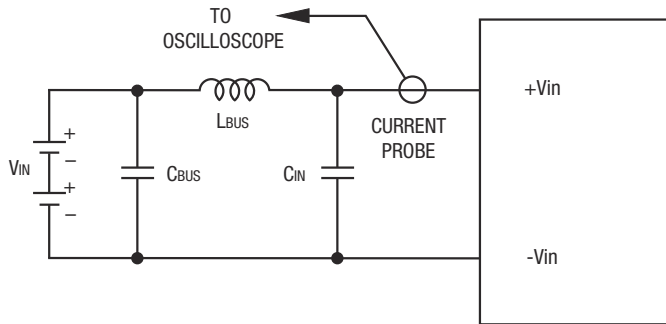 TO
OSCILLOSCOPE
LBUS
+Vin
CURRENT
PROBE
+
−
VIN
+
−
CBUS
CIN
-Vin